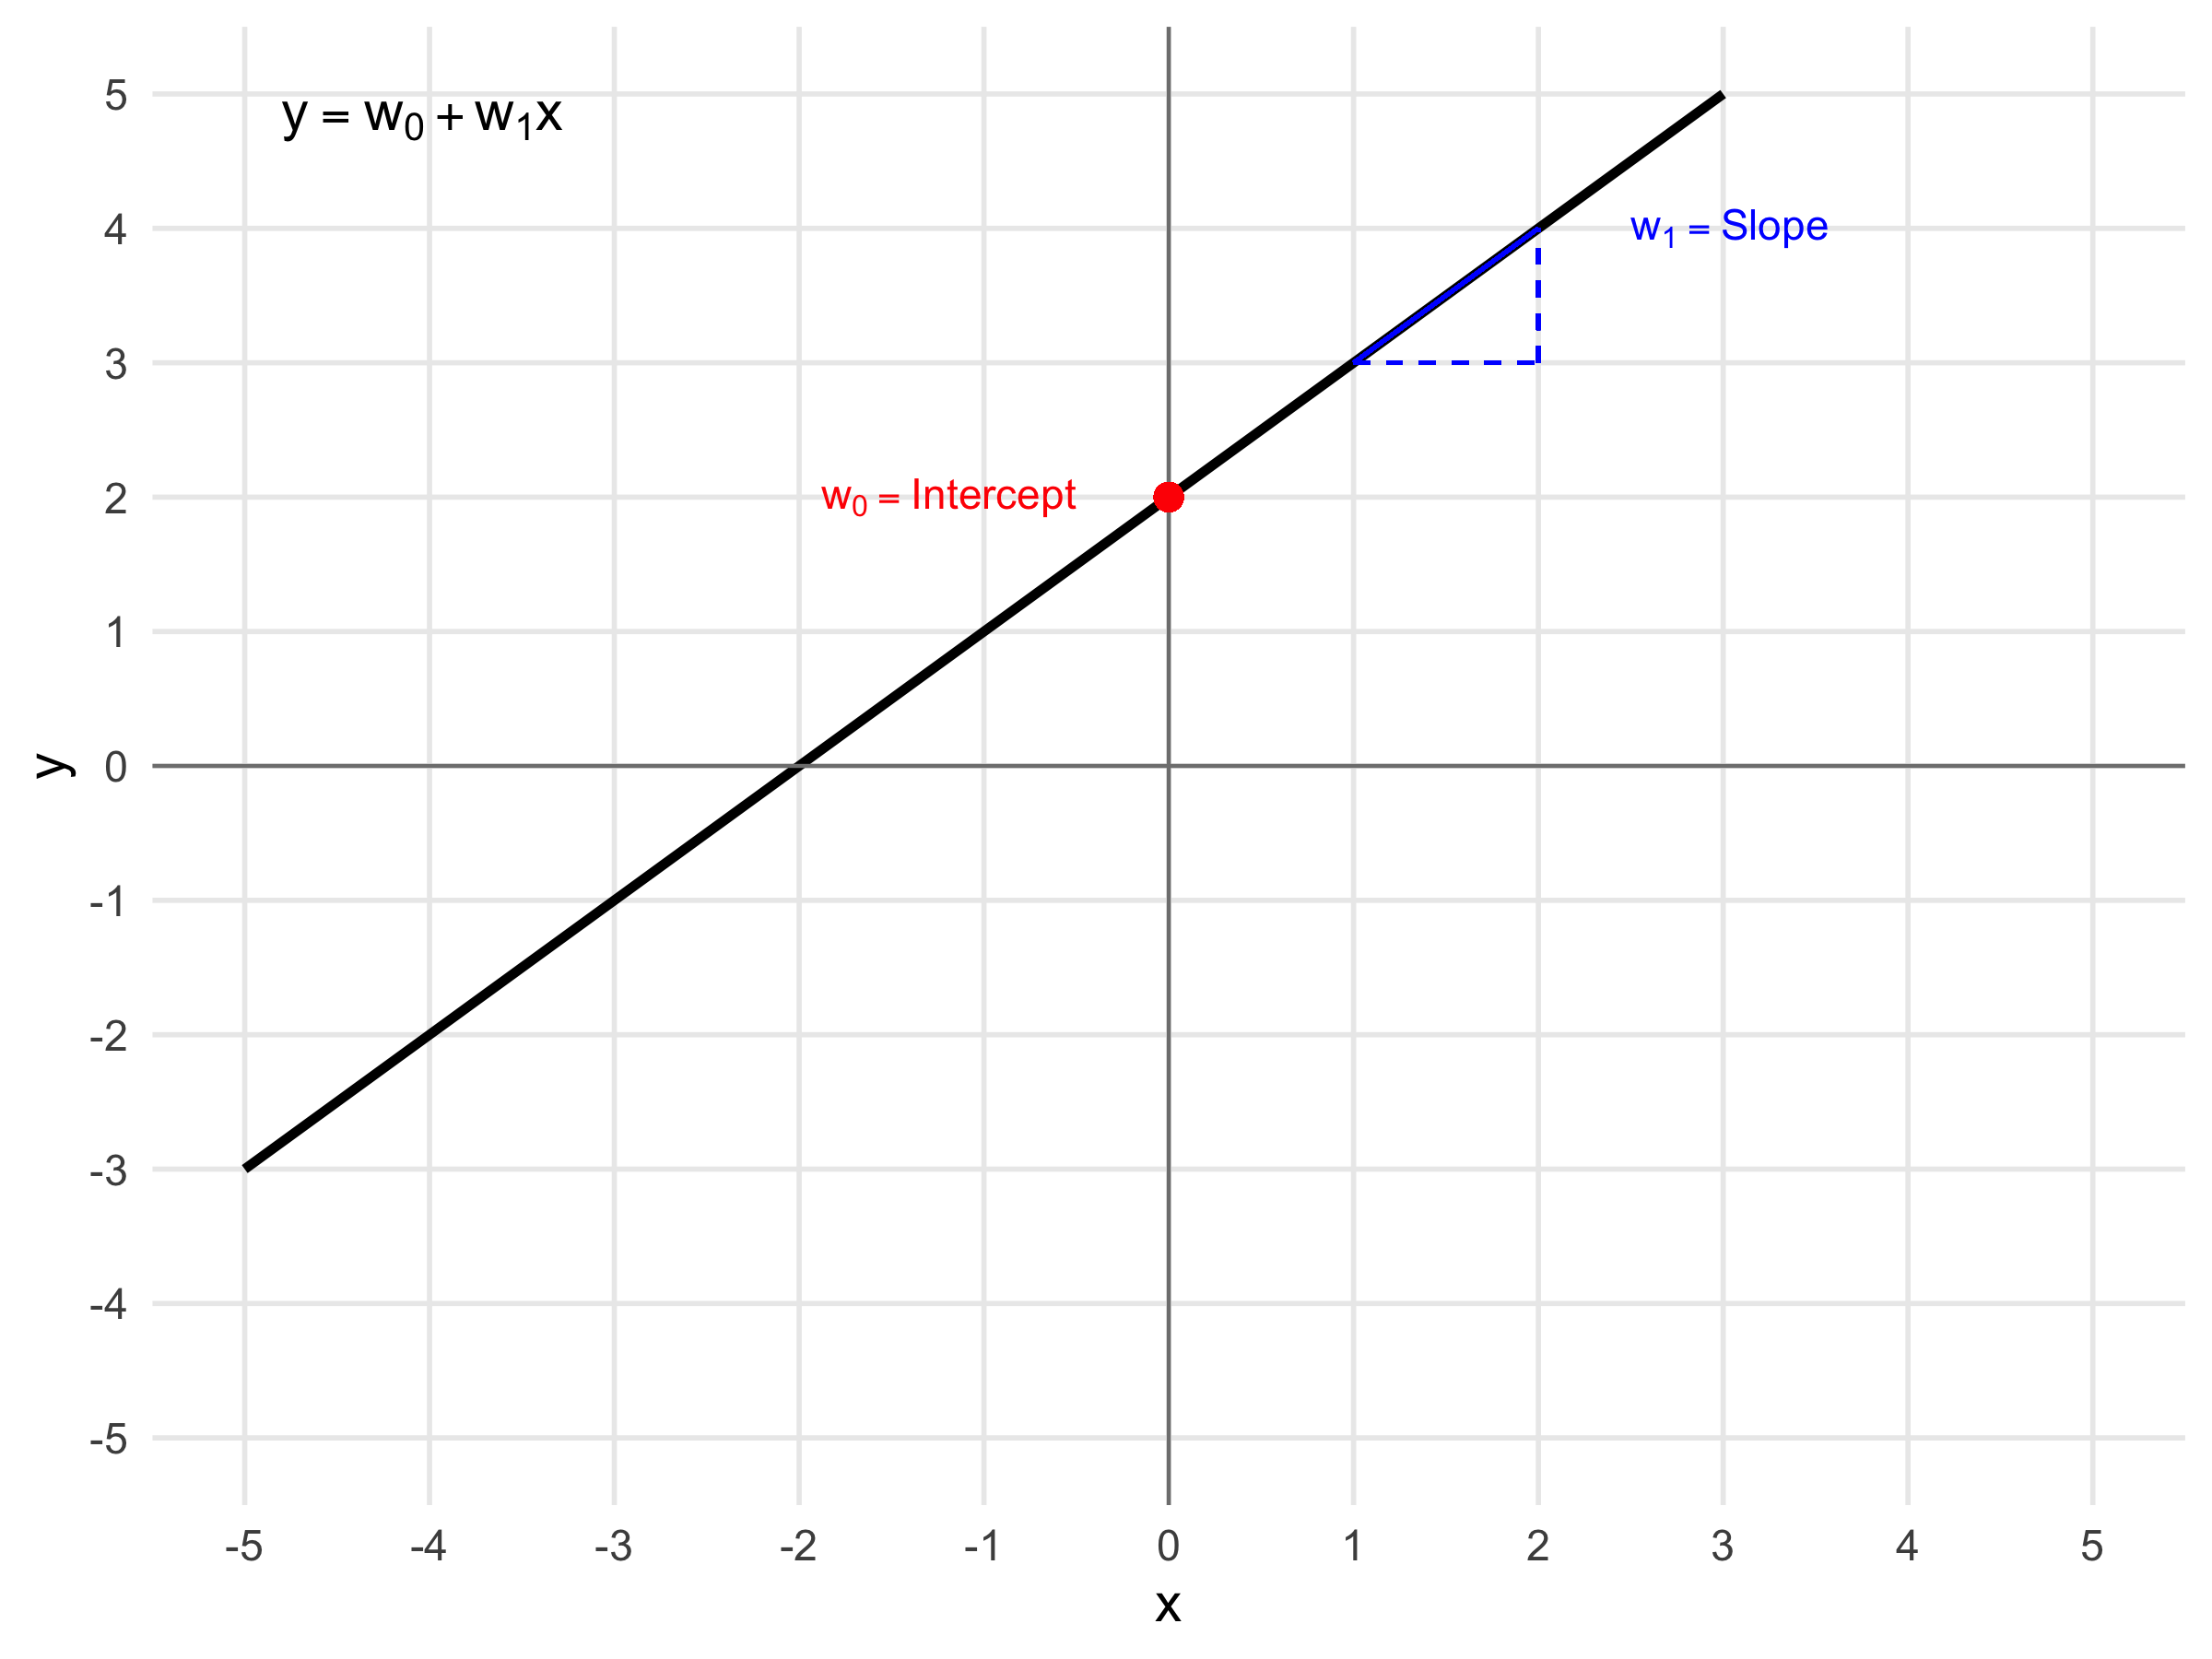 5
y = w₀ + w₁x
4
w₁ = Slope
3
2
w₀ = Intercept
1
y
0
-1
-2
-3
-4
-5
-5 -4 -3 -2 -1 0 1 2 3 4 5
x